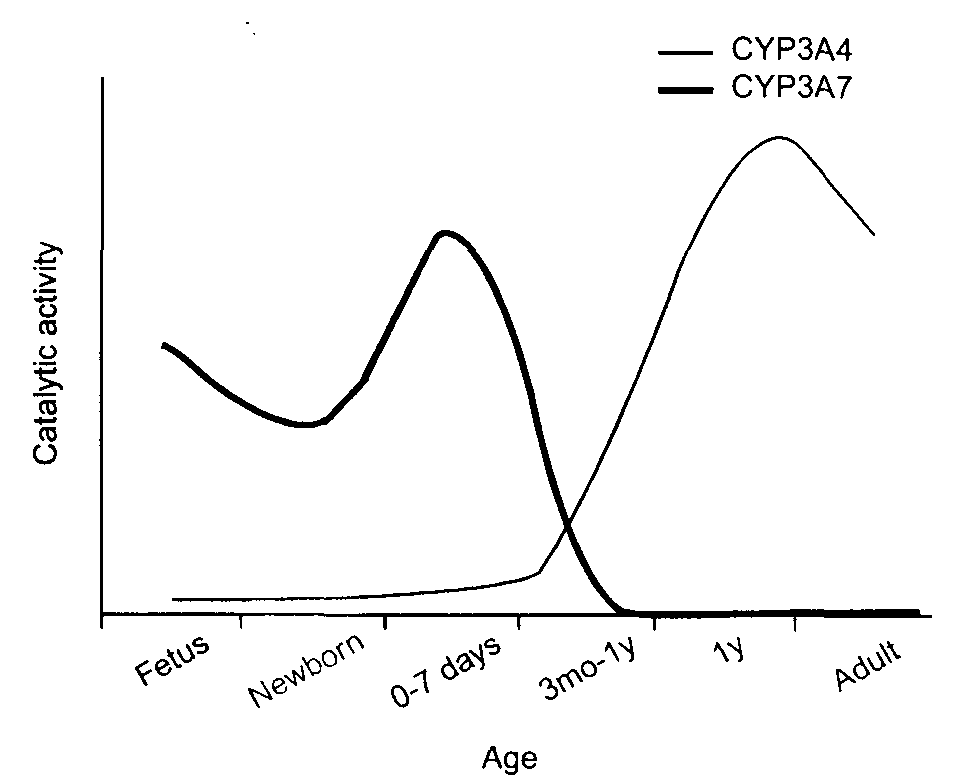 CYP3A4
CYP3A7
Catalytic activity
Fetus
Newborn
0-7 days
3mo-1y
1y
Adult
Age